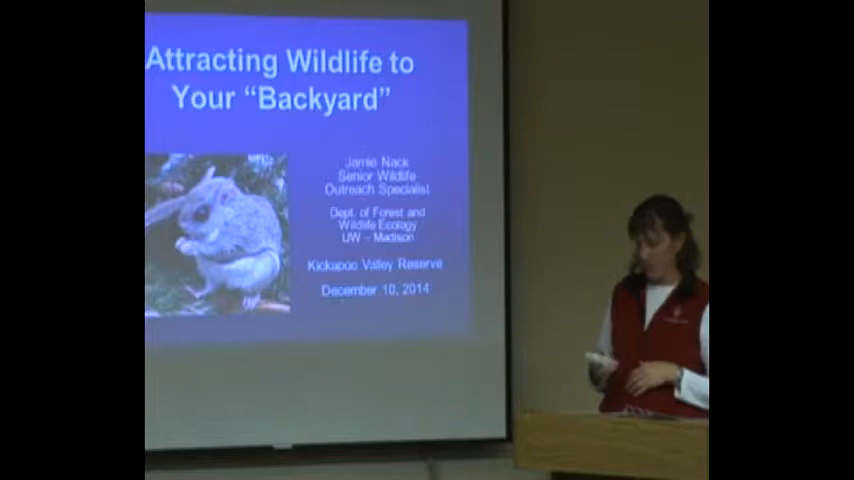 Attracting Wildlife to
Your “Backyard”
Jamie Nack
Senior Wildlife
Outreach Specialist
Dept. of Forest and
Wildlife Ecology
UW – Madison
Kickapoo Valley Reserve
December 10, 2014